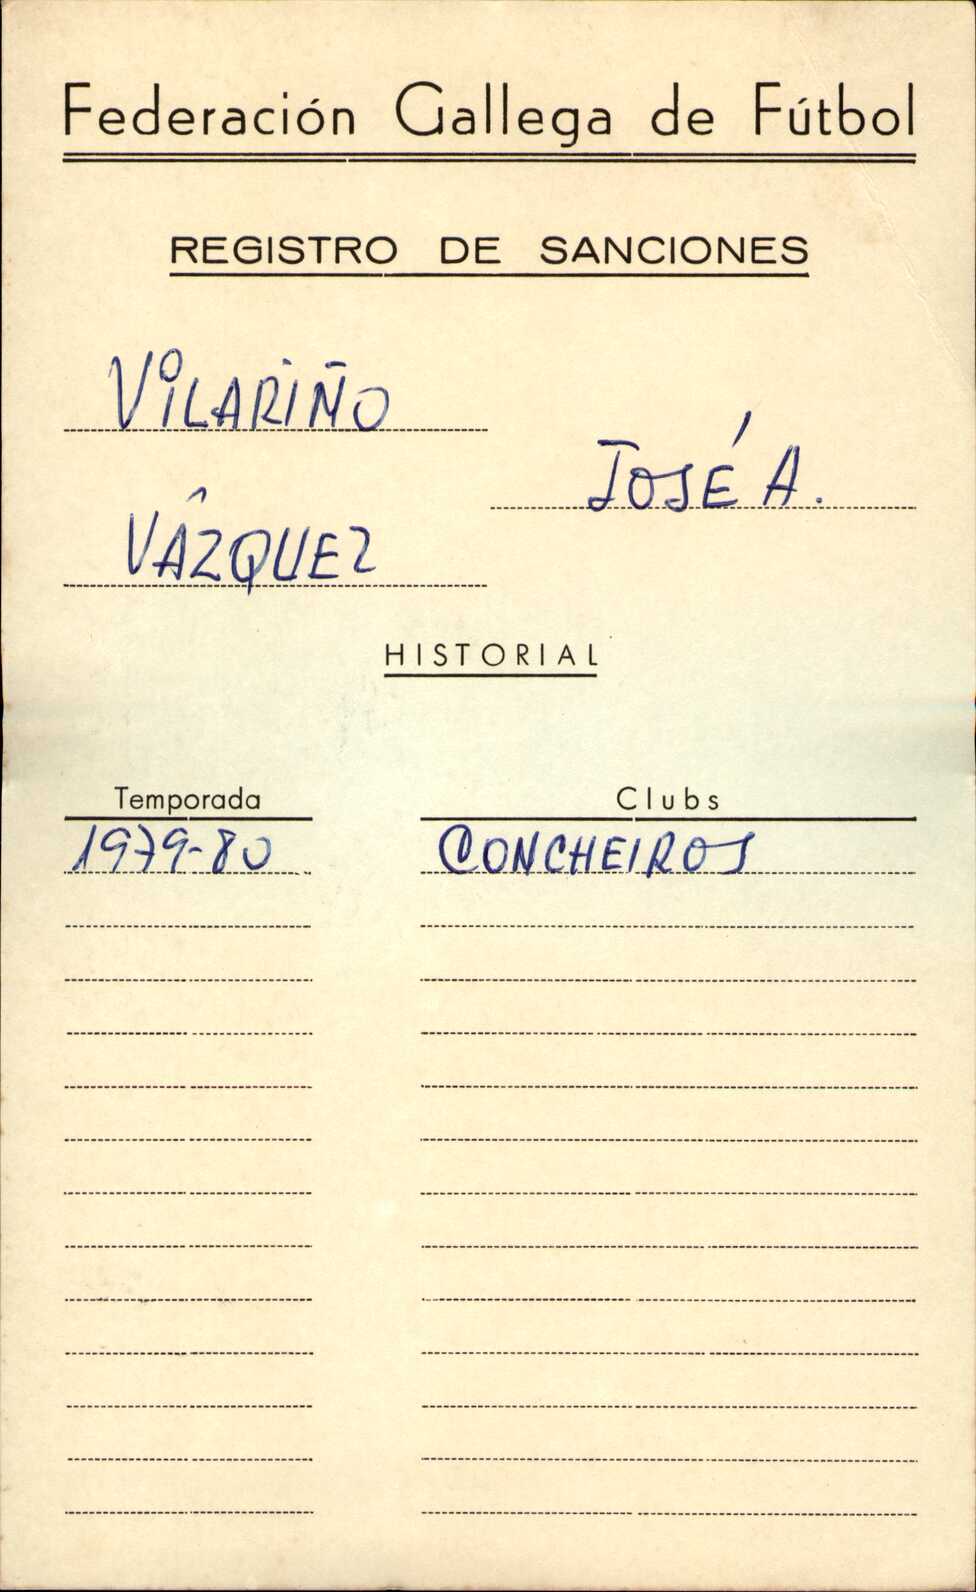 Federación Gallega de Fútbol
REGISTRO DE SANCIONES
VILARIÑO
JOSÉ A.
VÁZQUEZ
HISTORIAL
Temporada Clubs
1979-80 CONCHEIROS